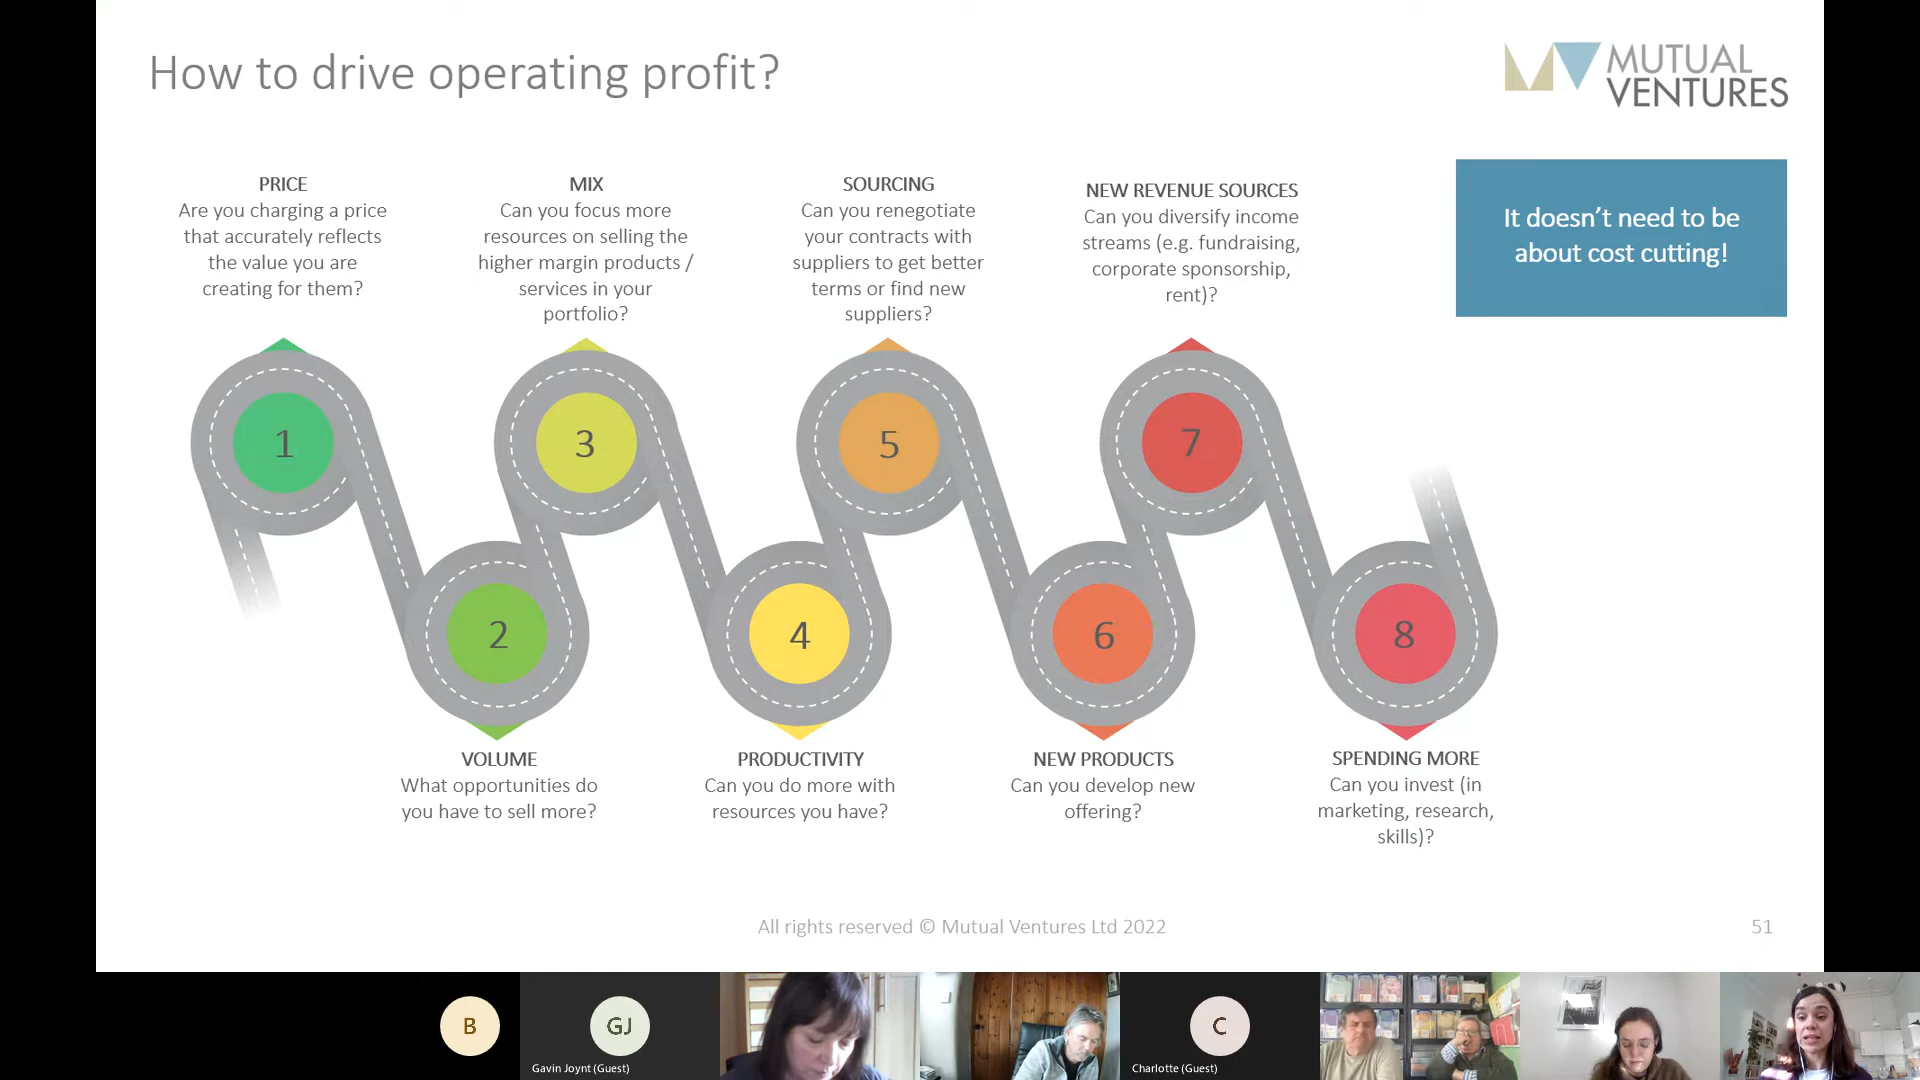 How to drive operating profit?
MUTUAL
VENTURES
PRICE
Are you charging a price
that accurately reflects
the value you are
creating for them?
MIX
Can you focus more
resources on selling the
higher margin products /
services in your
portfolio?
SOURCING
Can you renegotiate
your contracts with
suppliers to get better
terms or find new
suppliers?
NEW REVENUE SOURCES
Can you diversify income
streams (e.g. fundraising,
corporate sponsorship,
rent)?
It doesn’t need to be
about cost cutting!
1
3
5
7
2
4
6
8
VOLUME
What opportunities do
you have to sell more?
PRODUCTIVITY
Can you do more with
resources you have?
NEW PRODUCTS
Can you develop new
offering?
SPENDING MORE
Can you invest (in
marketing, research,
skills)?
All rights reserved © Mutual Ventures Ltd 2022
51
B
GJ
Gavin Joynt (Guest)
C
Charlotte (Guest)